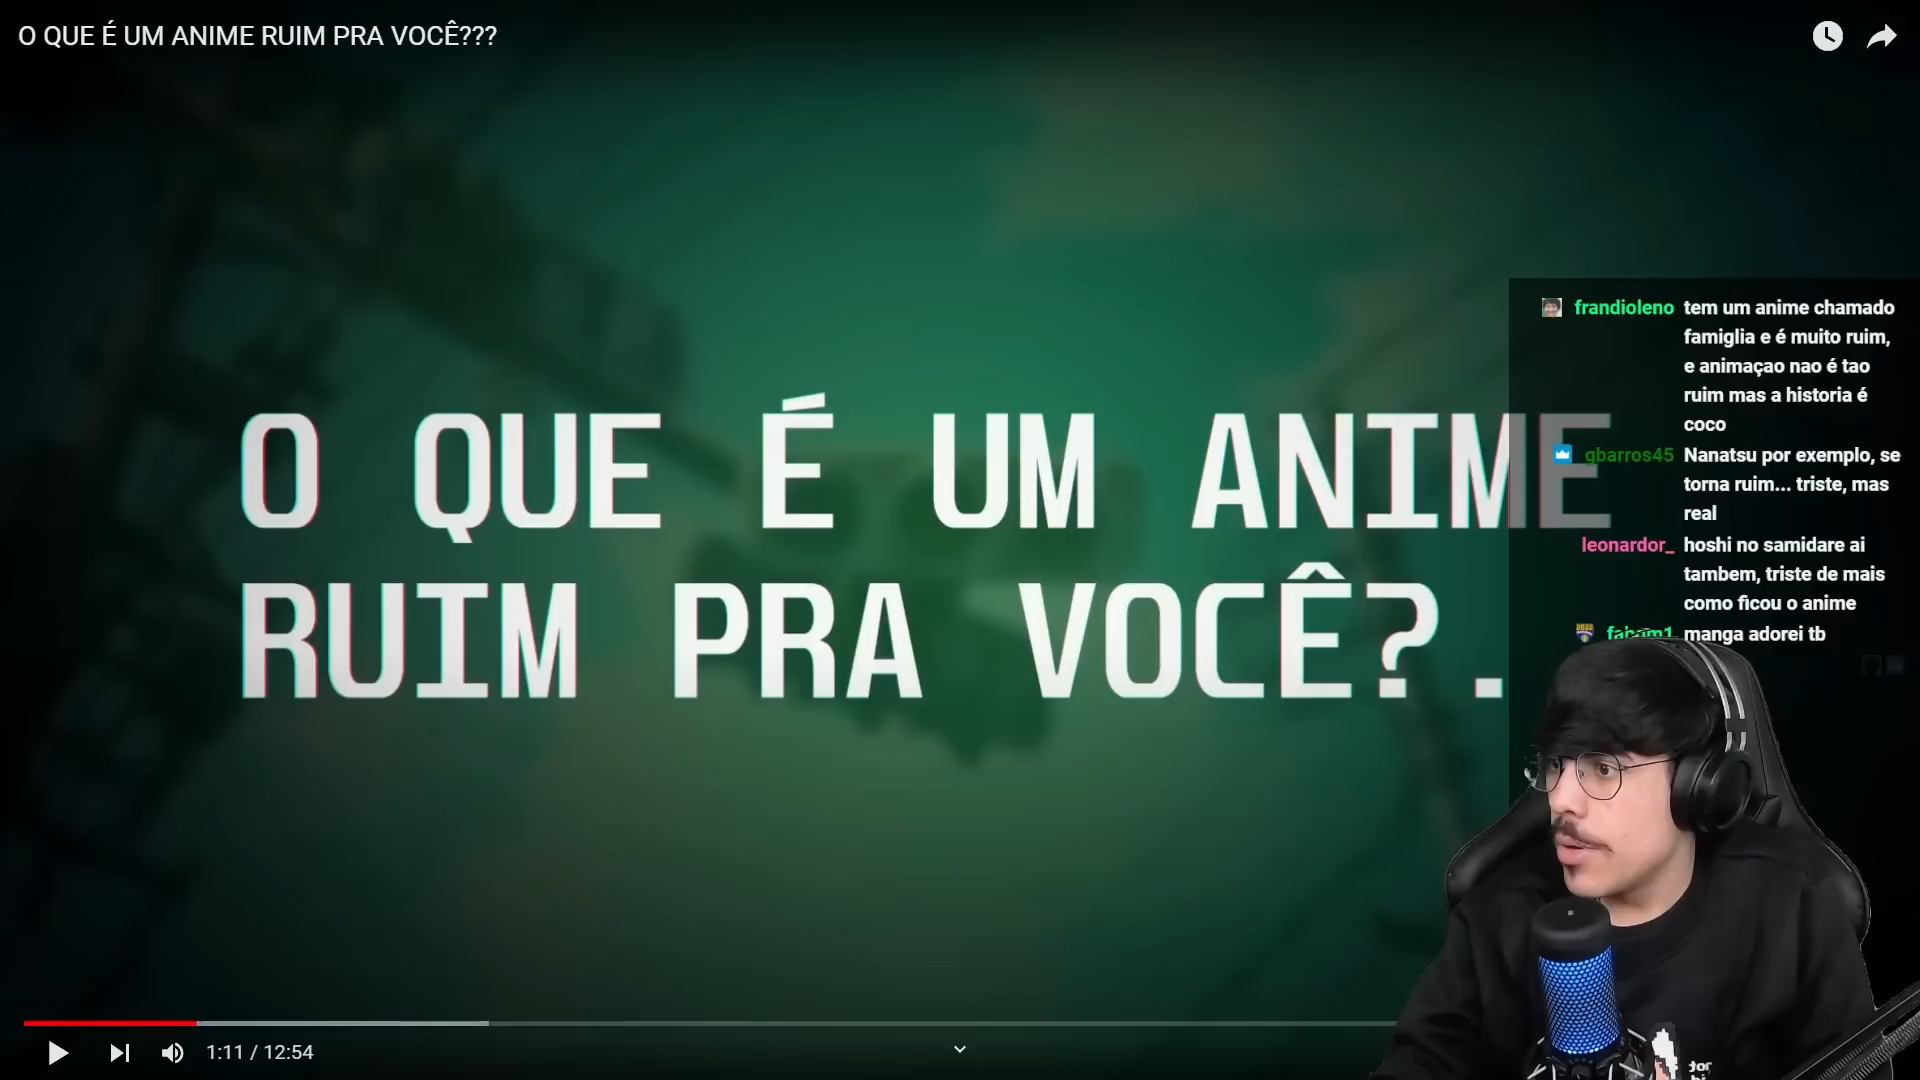 O QUE É UM ANIME RUIM PRA VOCÊ???
O QUE É UM ANIME
RUIM PRA VOCÊ?.
frandioleno tem um anime chamado
famiglia e é muito ruim,
e animaçao nao é tao
ruim mas a historia é
coco
gbarros45 Nanatsu por exemplo, se
torna ruim... triste, mas
real
leonardor_ hoshi no samidare ai
tambem, triste de mais
como ficou o anime
manga adorei tb
1:11 / 12:54